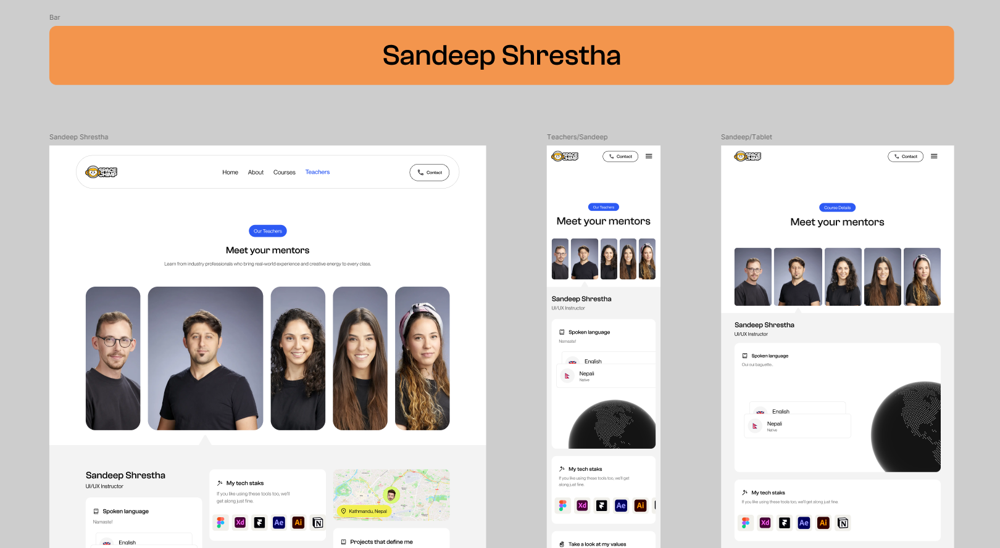 Bar
Sandeep Shrestha
Sandeep Shrestha
SPACE
CHIMP
Home
About
Courses
Teachers
Contact
Our Teachers
Meet your mentors
Learn from industry professionals who bring real-world experience and creative energy to every class.
Sandeep Shrestha
UI/UX Instructor
Spoken language
Namaste!
English
My tech staks
If you like using these tools too, we'll
get along just fine.
Xd
Ae
Ai
N
Kathmandu, Nepal
Projects that define me
Teachers/Sandeep
SPACE
CHIMP
Contact
Our Teachers
Meet your mentors
Sandeep Shrestha
UI/UX Instructor
Spoken language
Namaste!
English
Nepali
Native
My tech staks
If you like using these tools too, we'll get
along just fine.
Xd
Ae
Ai
Take a look at my values
Sandeep/Tablet
SPACE
CHIMP
Contact
Course Details
Meet your mentors
Sandeep Shrestha
UI/UX Instructor
Spoken language
Oui oui baguette.
English
Nepali
Native
My tech staks
If you like using these tools too, we'll get along just fine.
Xd
Ae
Ai
N